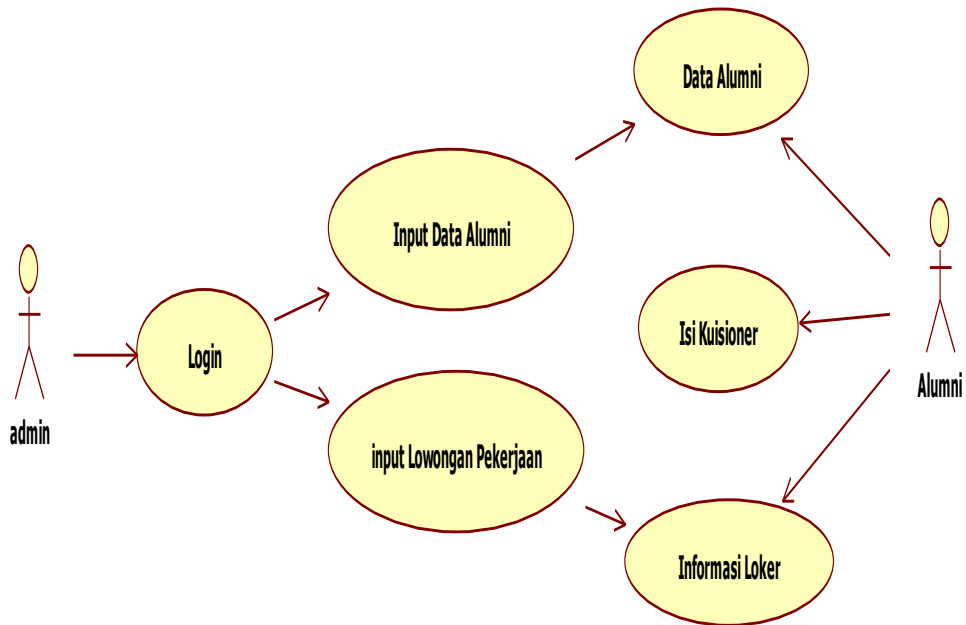 Data Alumni
Input Data Alumni
Login
Isi Kuisioner
Alumni
admin
input Lowongan Pekerjaan
Informasi Loker